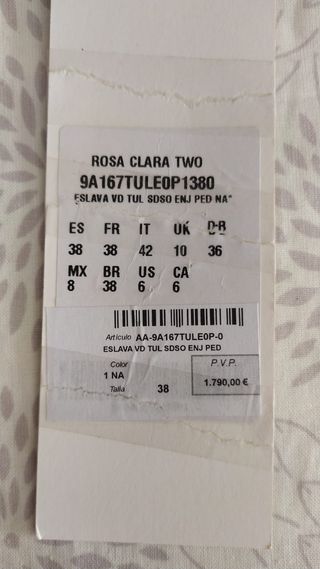 ROSA CLARA TWO
9A167TULE0P1380
ESLAVA VD TUL SDSO ENJ PED NA*
ES FR IT UK D-B
38 38 42 10 36
MX BR US CA
8 38 6 6
Artículo AA-9A167TULE0P-0
ESLAVA VD TUL SDSO ENJ PED
Color P.V.P.
1 NA 1.790,00 €
Talla 38